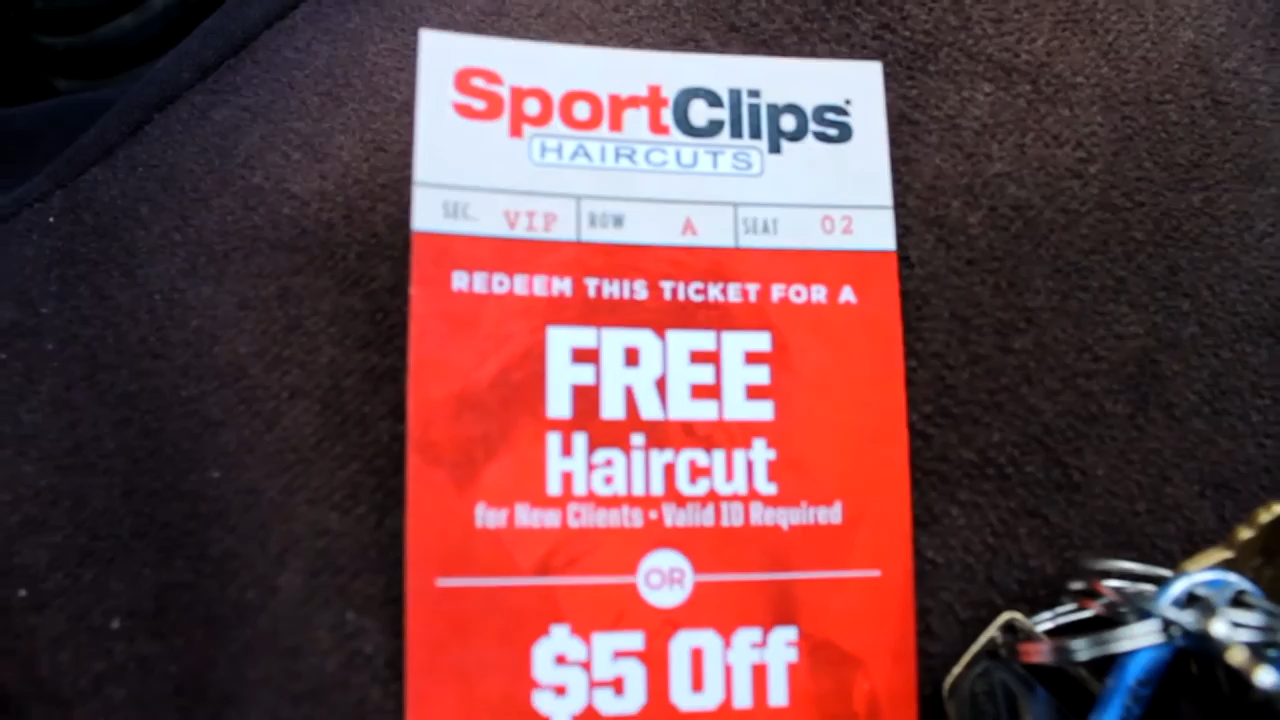 SportClips
HAIRCUTS
SEC. VIP ROW A SEAT 02
REDEEM THIS TICKET FOR A
FREE
Haircut
for New Clients • Valid ID Required
OR
$5 Off